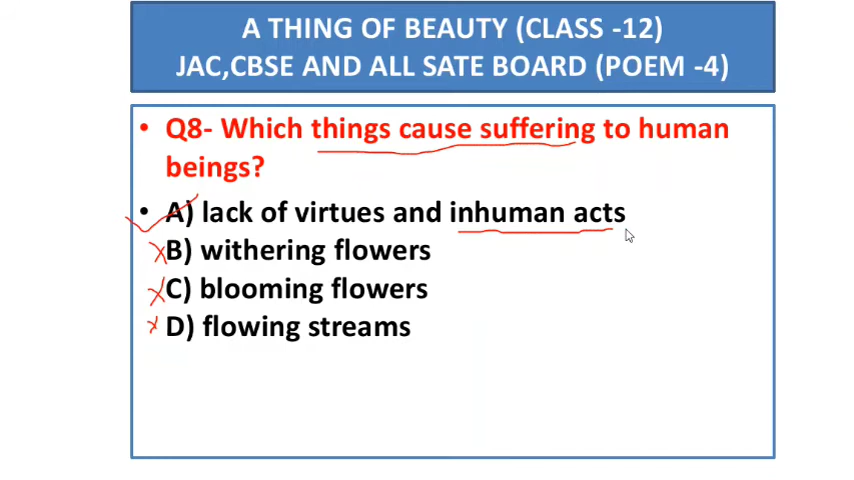 A THING OF BEAUTY (CLASS -12)
JAC,CBSE AND ALL SATE BOARD (POEM -4)
• Q8- Which things cause suffering to human
beings?
• A) lack of virtues and inhuman acts
B) withering flowers
C) blooming flowers
D) flowing streams